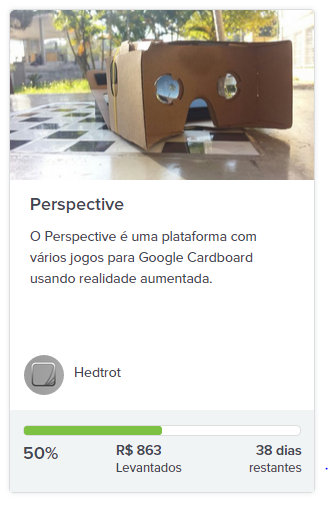 Perspective
O Perspective é uma plataforma com
vários jogos para Google Cardboard
usando realidade aumentada.
Hedtrot
50%
R$ 863
Levantados
38 dias
restantes